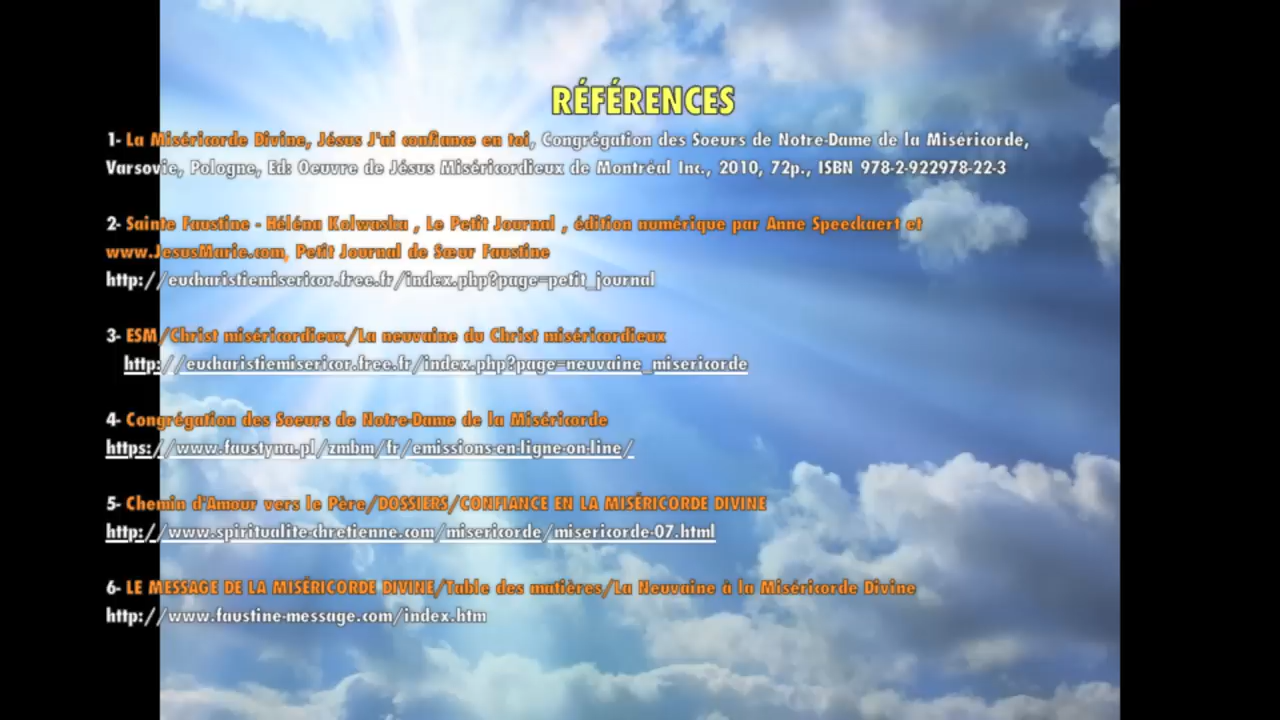 RÉFÉRENCES
1- La Miséricorde Divine, Jésus J'ai confiance en toi, Congrégation des Soeurs de Notre-Dame de la Miséricorde,
Varsovie, Pologne, Ed: Oeuvre de Jésus Miséricordieux de Montréal Inc., 2010, 72p., ISBN 978-2-922978-22-3
2- Sainte Faustine - Héléna Kolwaska , Le Petit Journal , édition numérique par Anne Speeckaert et
www.JesusMarie.com, Petit Journal de Sœur Faustine
http://eucharistiemisericor.free.fr/index.php?page=petit_journal
3- ESM/Christ miséricordieux/La neuvaine du Christ miséricordieux
http://eucharistiemisericor.free.fr/index.php?page=neuvaine_misericorde
4- Congrégation des Soeurs de Notre-Dame de la Miséricorde
https://www.faustyna.pl/zmbm/fr/emissions-en-ligne-on-line/
5- Chemin d'Amour vers le Père/DOSSIERS/CONFIANCE EN LA MISÉRICORDE DIVINE
http://www.spiritualite-chretienne.com/misericorde/misericorde-07.html
6- LE MESSAGE DE LA MISÉRICORDE DIVINE/Table des matières/La Neuvaine à la Miséricorde Divine
http://www.faustine-message.com/index.htm